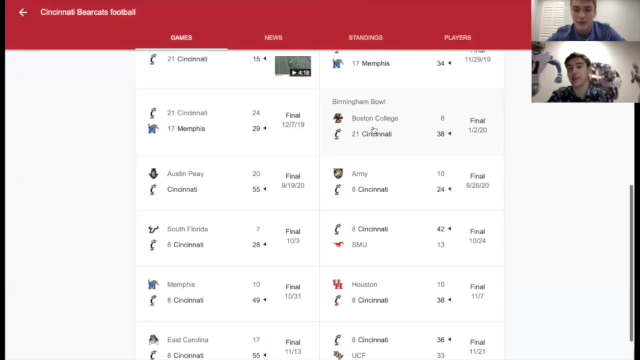 Cincinnati Bearcats football
GAMES NEWS STANDINGS PLAYERS
21 Cincinnati 15
4:18
Final
17 Memphis 34 11/29/19
21 Cincinnati 24
17 Memphis 29
Final
12/7/19
Birmingham Bowl
Boston College 6
21 Cincinnati 38
Final
1/2/20
Austin Peay 20
Cincinnati 55
Final
9/19/20
Army 10
8 Cincinnati 24
Final
9/26/20
South Florida 7
8 Cincinnati 28
Final
10/3
8 Cincinnati 42
SMU 13
Final
10/24
Memphis 10
8 Cincinnati 49
Final
10/31
Houston 10
8 Cincinnati 38
Final
11/7
East Carolina 17
8 Cincinnati 55
Final
11/13
8 Cincinnati 36
UCF 33
Final
11/21